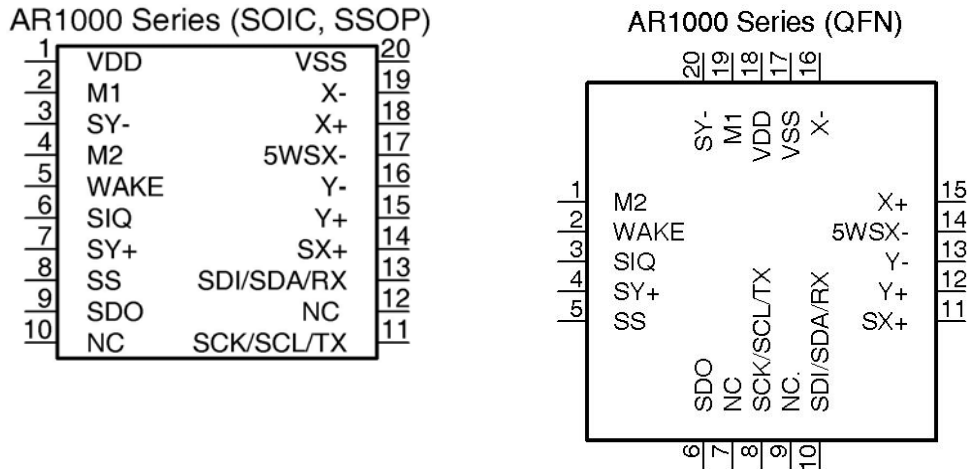 AR1000 Series (SOIC, SSOP)
1 VDD VSS 20
2 M1 X- 19
3 SY- X+ 18
4 M2 5WSX- 17
5 WAKE Y- 16
6 SIQ Y+ 15
7 SY+ SX+ 14
8 SS SDI/SDA/RX 13
9 SDO NC 12
10 NC SCK/SCL/TX 11
AR1000 Series (QFN)
20 19 18 17 16
SY- M1 VDD VSS X-
1 M2 X+ 15
2 WAKE 5WSX- 14
3 SIQ Y- 13
4 SY+ Y+ 12
5 SS SX+ 11
SDO NC SCK/SCL/TX NC. SDI/SDA/RX
6 7 8 9 10